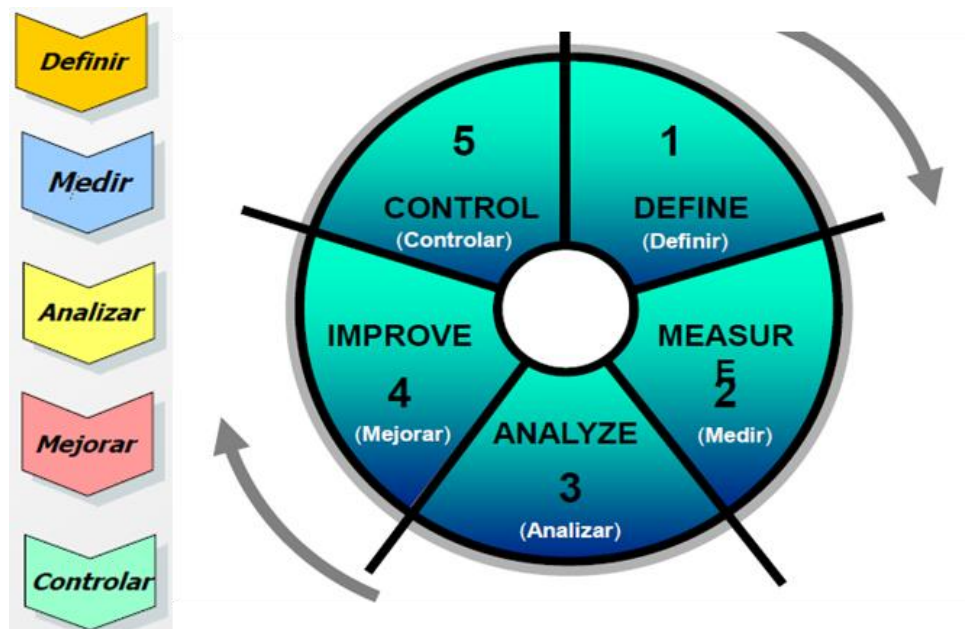 Definir
Medir
Analizar
Mejorar
Controlar
1
DEFINE
(Definir)
MEASUR
E
2
(Medir)
ANALYZE
3
(Analizar)
IMPROVE
4
(Mejorar)
5
CONTROL
(Controlar)